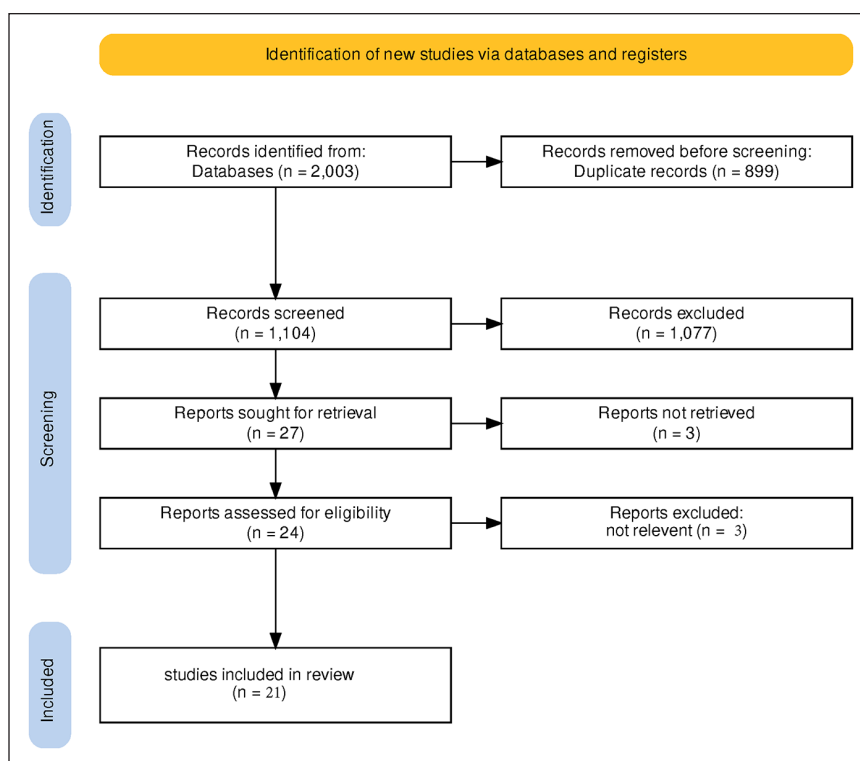 Identification of new studies via databases and registers
Identification
Records identified from:
Databases (n = 2,003)
Records removed before screening:
Duplicate records (n = 899)
Screening
Records screened
(n = 1,104)
Records excluded
(n = 1,077)
Reports sought for retrieval
(n = 27)
Reports not retrieved
(n = 3)
Reports assessed for eligibility
(n = 24)
Reports excluded:
not relevent (n = 3)
Included
studies included in review
(n = 21)